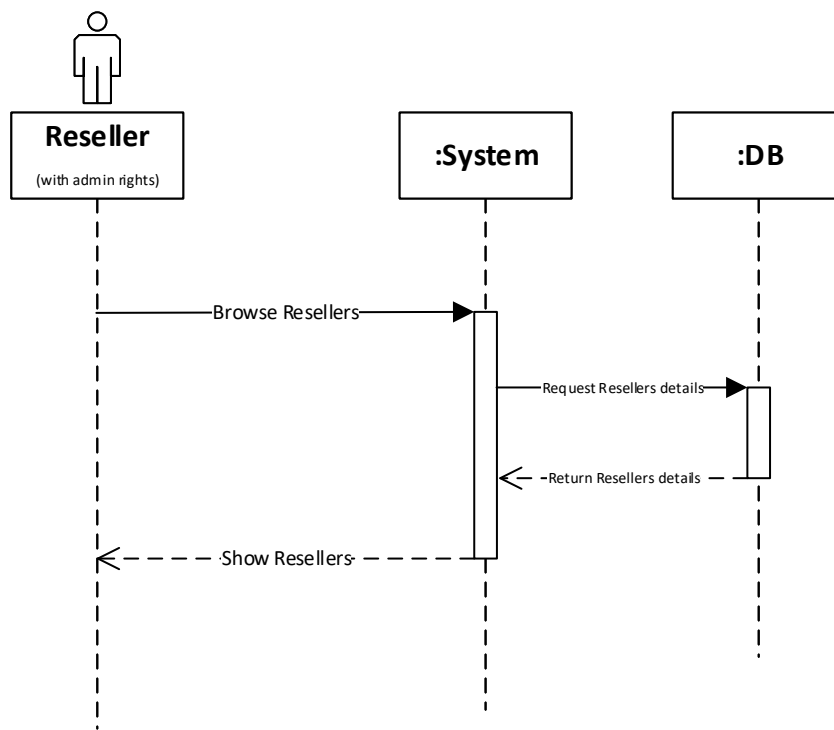 Reseller
(with admin rights)
:System
:DB
Browse Resellers
Request Resellers details
Return Resellers details
Show Resellers